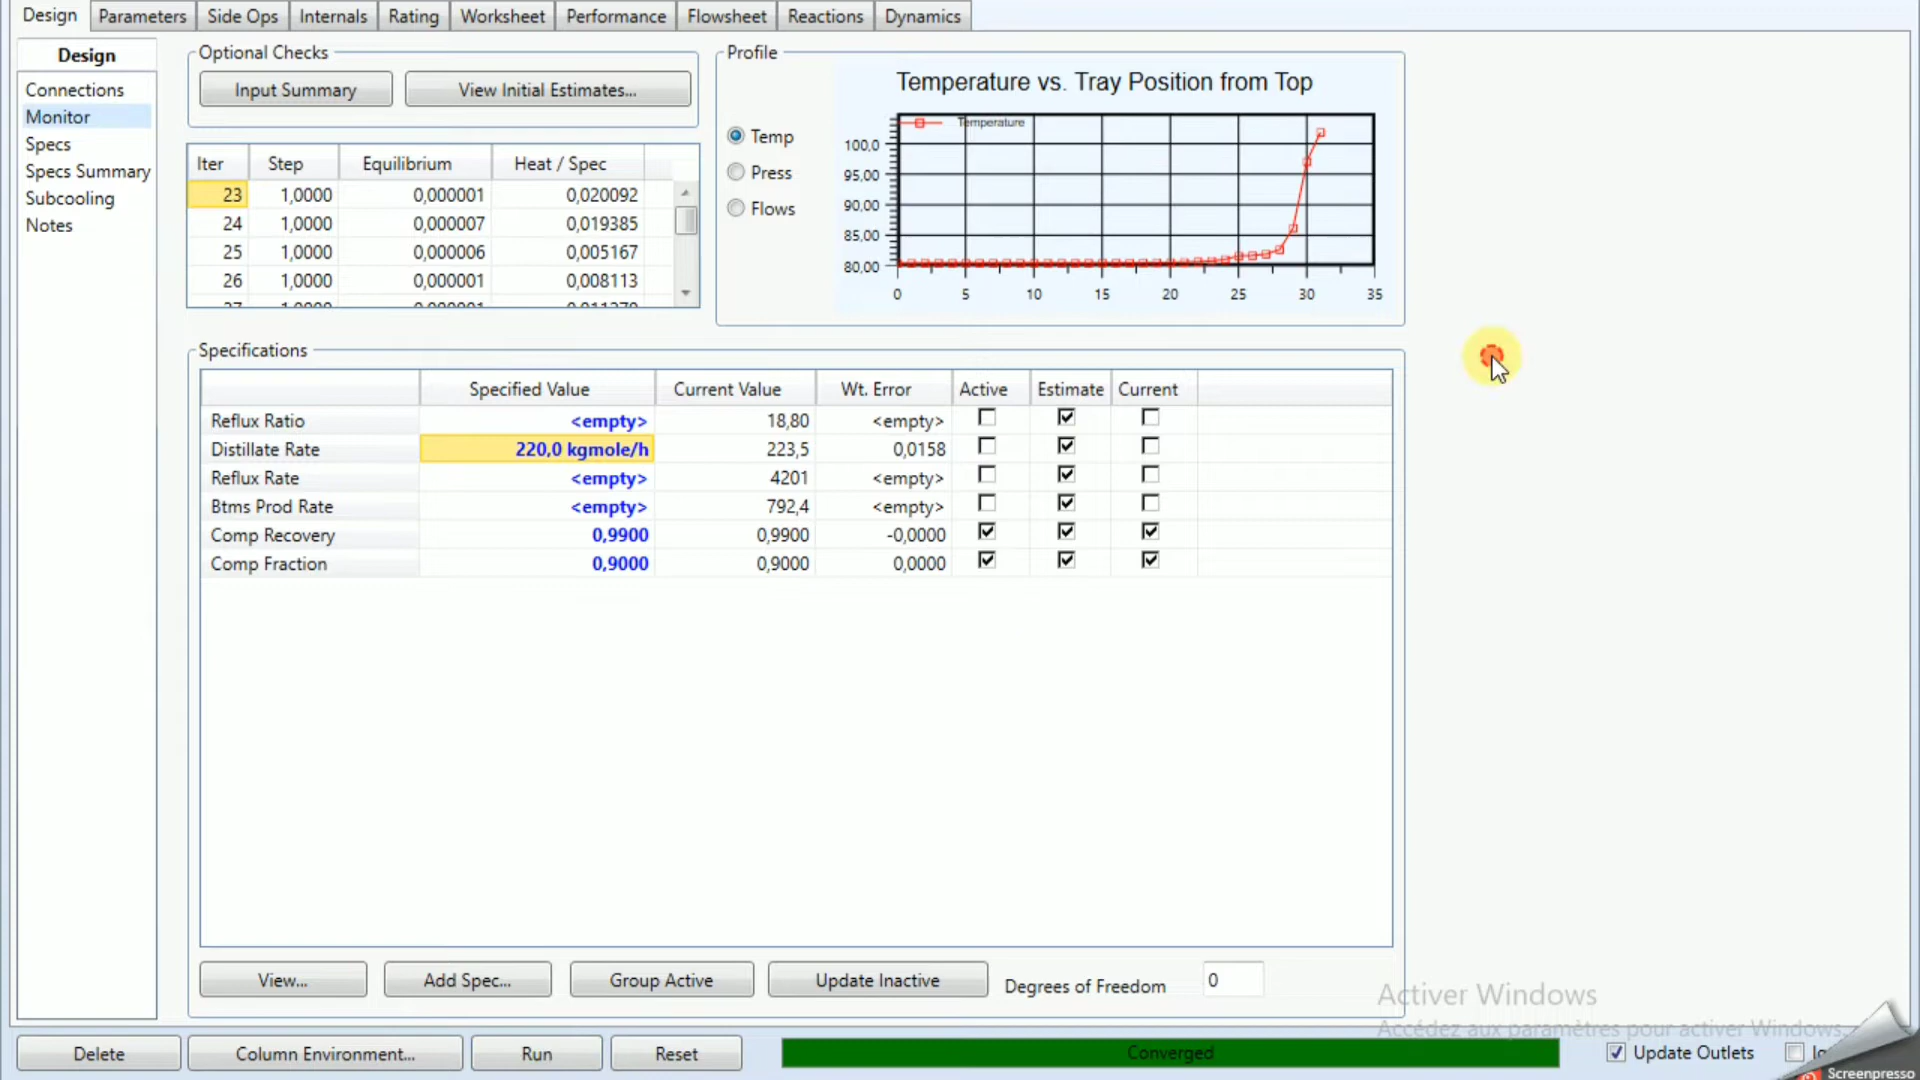 Design Parameters Side Ops Internals Rating Worksheet Performance Flowsheet Reactions Dynamics
Design
Connections
Monitor
Specs
Specs Summary
Subcooling
Notes
Optional Checks
Input Summary View Initial Estimates...
Iter Step Equilibrium Heat / Spec
23 1,0000 0,000001 0,020092
24 1,0000 0,000007 0,019385
25 1,0000 0,000006 0,005167
26 1,0000 0,000001 0,008113
27 1,0000 0,000001
Profile
Temp
Press
Flows
Temperature vs. Tray Position from Top
Temperature
100,0
95,00
90,00
85,00
80,00
0 5 10 15 20 25 30 35
Specifications
Specified Value Current Value Wt. Error Active Estimate Current
Reflux Ratio <empty> 18,80 <empty>
Distillate Rate 220,0 kgmole/h 223,5 0,0158
Reflux Rate <empty> 4201 <empty>
Btms Prod Rate <empty> 792,4 <empty>
Comp Recovery 0,9900 0,9900 -0,0000
Comp Fraction 0,9000 0,9000 0,0000
View... Add Spec... Group Active Update Inactive Degrees of Freedom 0
Activer Windows
Accédez aux paramètres pour activer Windows.
Delete Column Environment... Run Reset Converged Update Outlets
Screenpresso